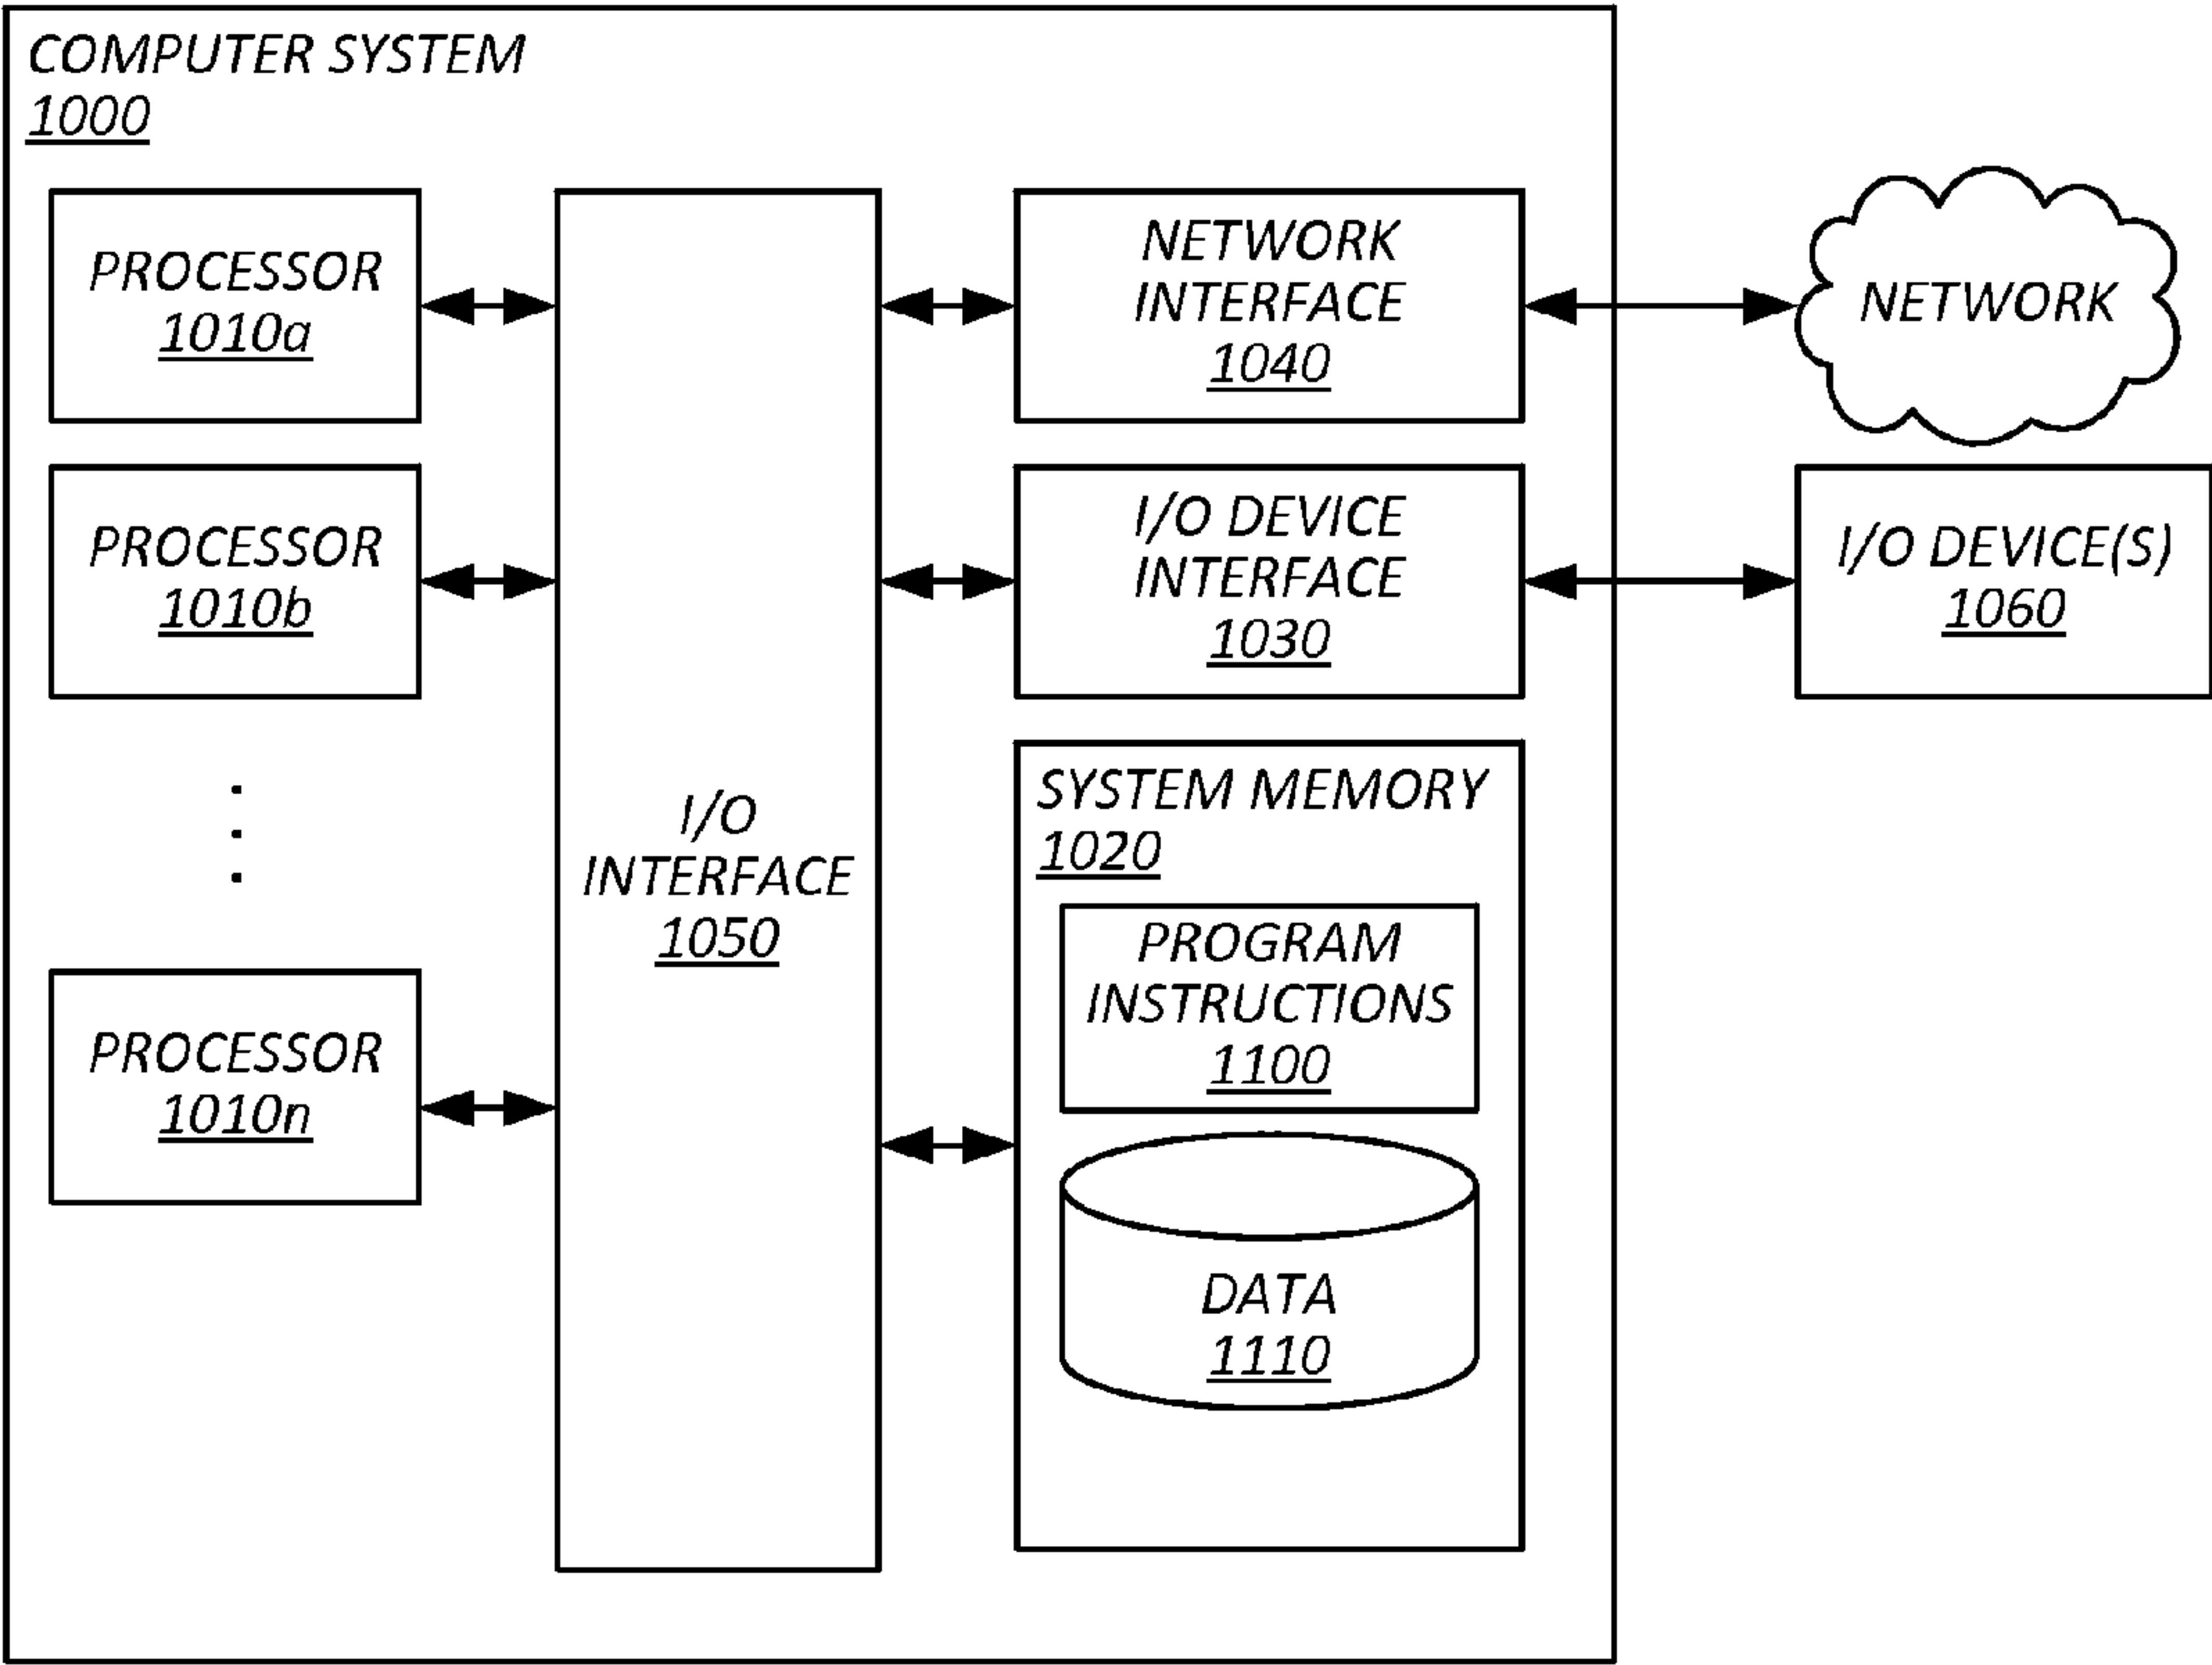 COMPUTER SYSTEM
1000
PROCESSOR
1010a
PROCESSOR
1010b
PROCESSOR
1010n
I/O
INTERFACE
1050
NETWORK
INTERFACE
1040
I/O DEVICE
INTERFACE
1030
SYSTEM MEMORY
1020
PROGRAM
INSTRUCTIONS
1100
DATA
1110
NETWORK
I/O DEVICE(S)
1060